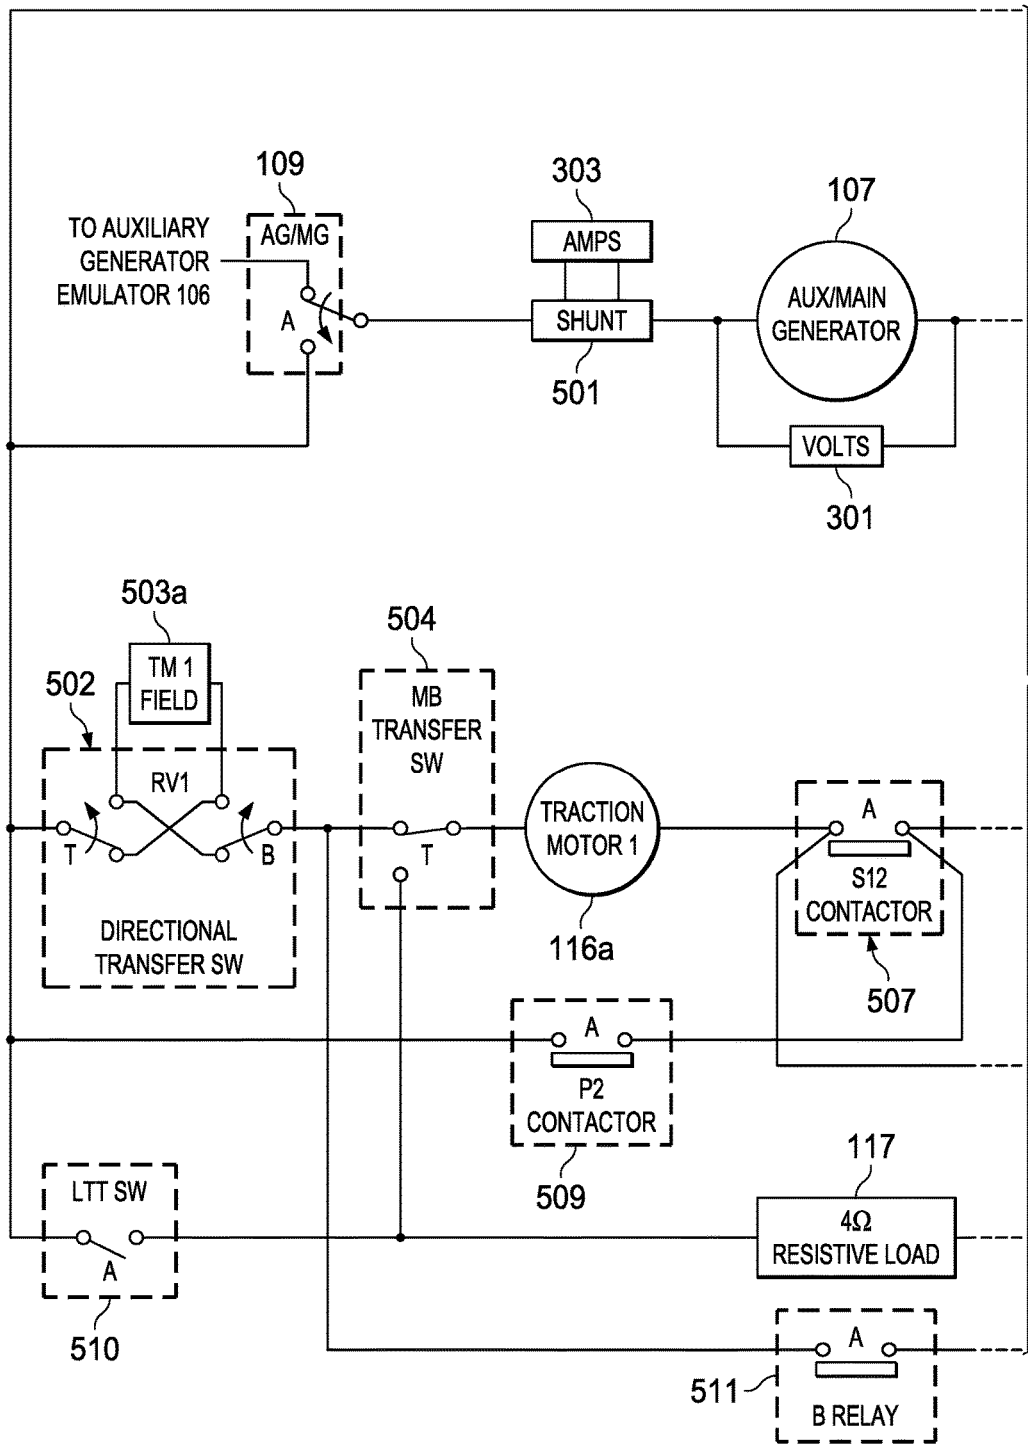 109
303
107
TO AUXILIARY
GENERATOR
EMULATOR 106
AG/MG
A
AMPS
SHUNT
501
AUX/MAIN
GENERATOR
VOLTS
301
503a
TM 1
FIELD
502
RV1
T
B
DIRECTIONAL
TRANSFER SW
504
MB
TRANSFER
SW
T
TRACTION
MOTOR 1
116a
A
S12
CONTACTOR
507
A
P2
CONTACTOR
509
LTT SW
A
510
117
4Ω
RESISTIVE LOAD
A
511
B RELAY